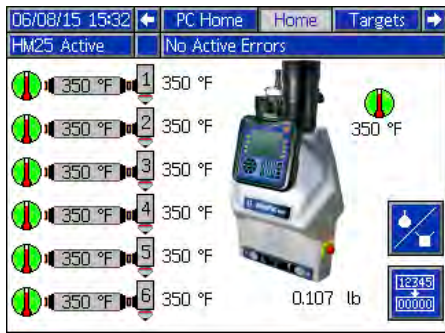 06/08/15 15:32 PC Home Home Targets
HM25 Active No Active Errors
350 °F 1 350 °F
350 °F
350 °F 2 350 °F
350 °F 3 350 °F
350 °F 4 350 °F
350 °F 5 350 °F
350 °F 6 350 °F
0.107 lb
12345
00000